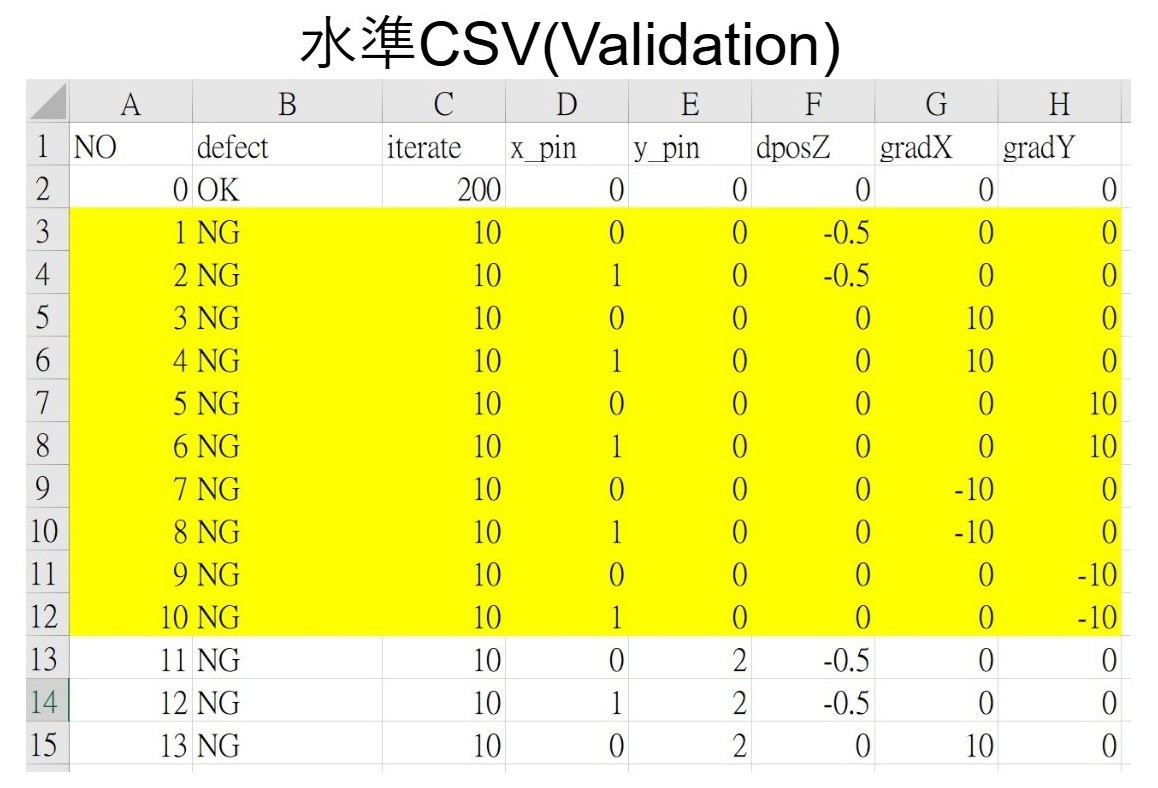 水準CSV(Validation)
A B C D E F G H
1 NO defect iterate x_pin y_pin dposZ gradX gradY
2 0 OK 200 0 0 0 0 0
3 1 NG 10 0 0 -0.5 0 0
4 2 NG 10 1 0 -0.5 0 0
5 3 NG 10 0 0 0 10 0
6 4 NG 10 1 0 0 10 0
7 5 NG 10 0 0 0 0 10
8 6 NG 10 1 0 0 0 10
9 7 NG 10 0 0 0 -10 0
10 8 NG 10 1 0 0 -10 0
11 9 NG 10 0 0 0 0 -10
12 10 NG 10 1 0 0 0 -10
13 11 NG 10 0 2 -0.5 0 0
14 12 NG 10 1 2 -0.5 0 0
15 13 NG 10 0 2 0 10 0